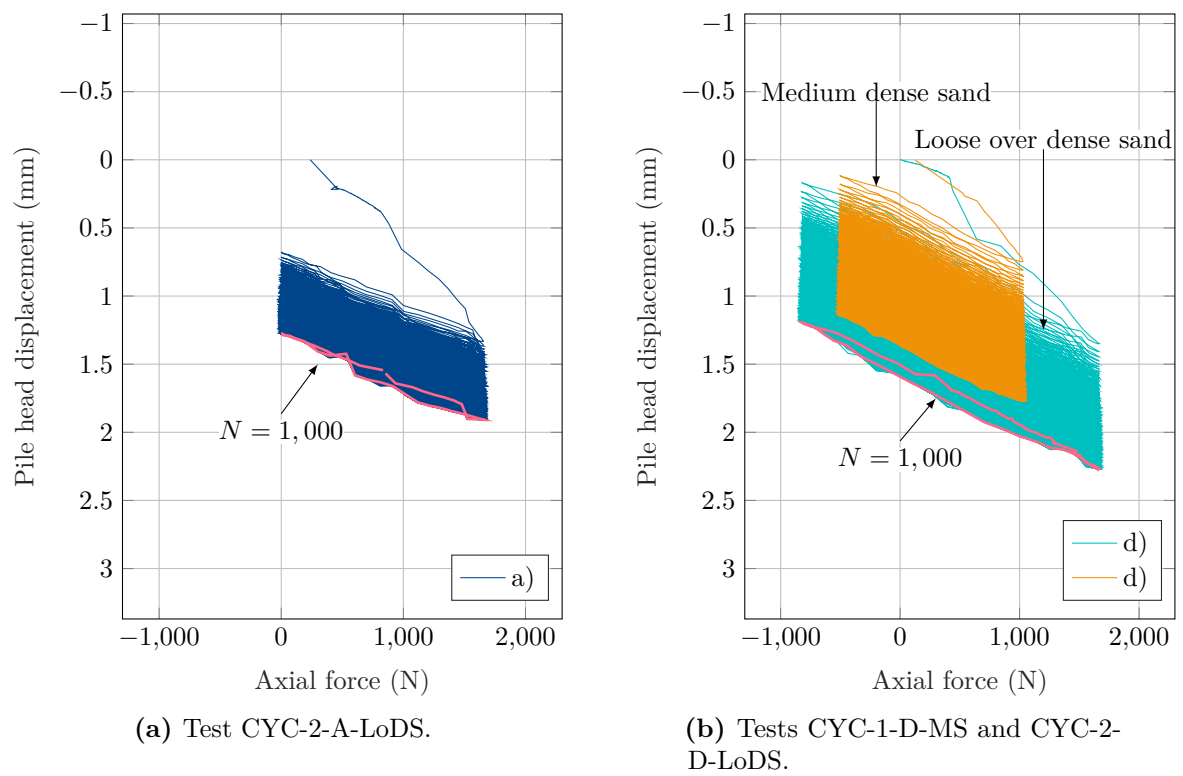 −1
−0.5
0
0.5
1
1.5
2
2.5
3
Pile head displacement (mm)
N = 1,000
a)
−1,000
0
1,000
2,000
Axial force (N)
(a) Test CYC-2-A-LoDS.
−1
−0.5
0
0.5
1
1.5
2
2.5
3
Pile head displacement (mm)
Medium dense sand
Loose over dense sand
N = 1,000
d)
d)
−1,000
0
1,000
2,000
Axial force (N)
(b) Tests CYC-1-D-MS and CYC-2-
D-LoDS.